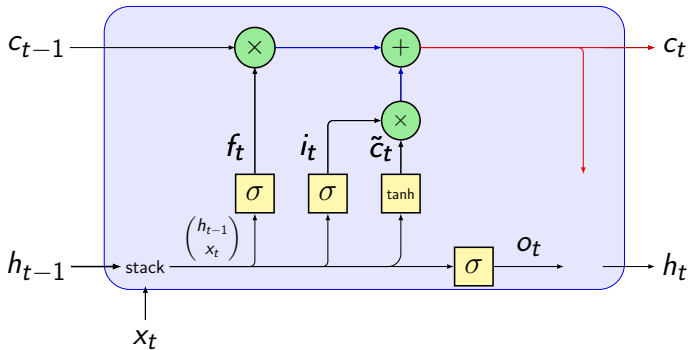 c_{t−1} × + c_t
×
f_t i_t c̃_t
σ σ tanh
(h_{t−1}
x_t)
h_{t−1} stack σ o_t h_t
x_t